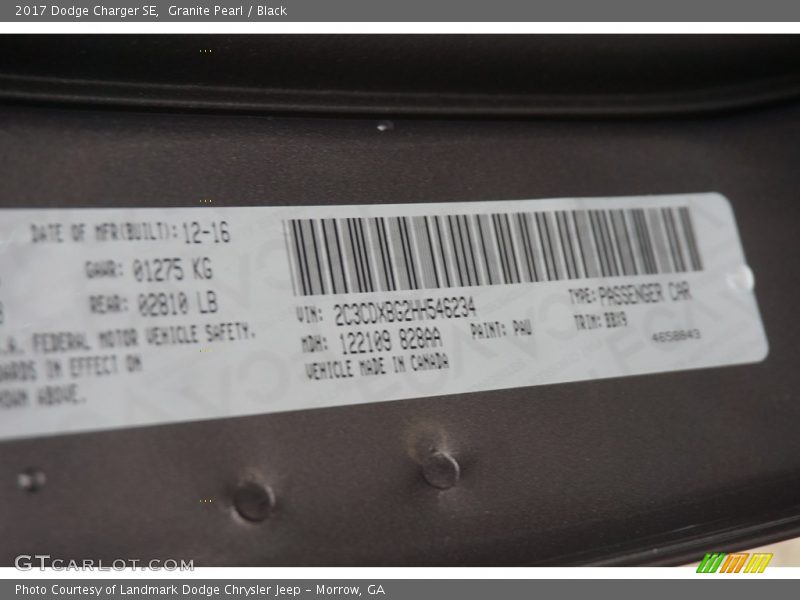 2017 Dodge Charger SE, Granite Pearl / Black
DATE OF MFR(BUILT): 12-16
GAWR: 01275 KG
REAR: 02810 LB
.A. FEDERAL MOTOR VEHICLE SAFETY.
ARDS IN EFFECT ON
HOWN ABOVE.
VIN: 2C3CDXBG2HH546234
TYPE: PASSENGER CAR
MDH: 122109 828AA
PAINT: PAU
TRIM: BB19
VEHICLE MADE IN CANADA
4658843
GTCARLOT.COM
Photo Courtesy of Landmark Dodge Chrysler Jeep - Morrow, GA